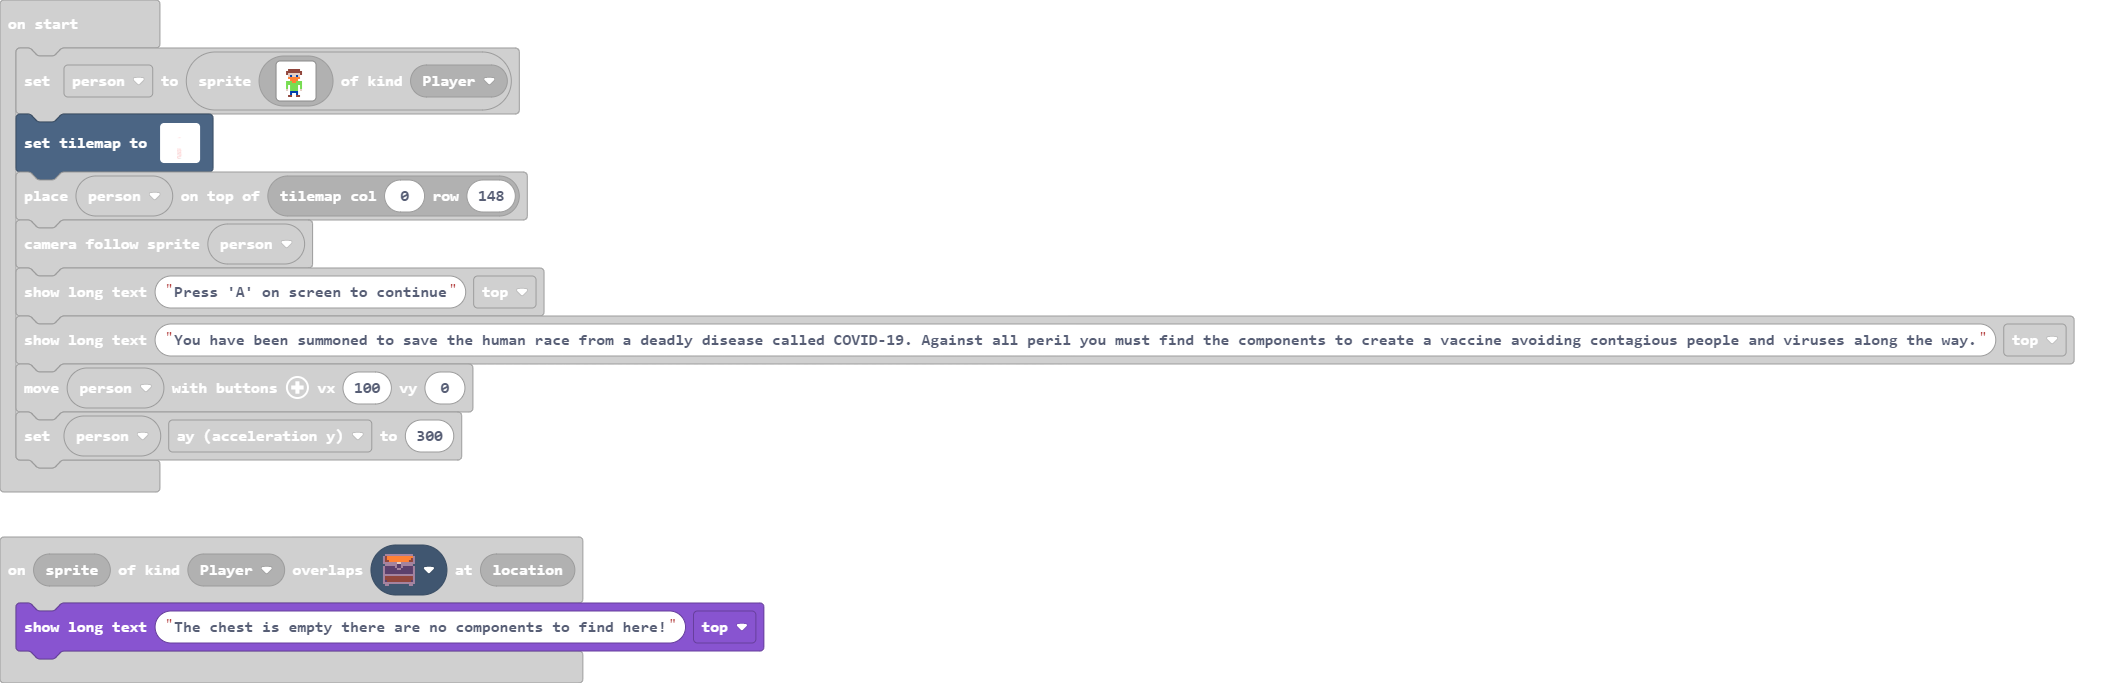 on start
set person to sprite of kind Player
set tilemap to
place person on top of tilemap col 0 row 148
camera follow sprite person
show long text "Press 'A' on screen to continue" top
show long text "You have been summoned to save the human race from a deadly disease called COVID-19. Against all peril you must find the components to create a vaccine avoiding contagious people and viruses along the way." top
move person with buttons + vx 100 vy 0
set person ay (acceleration y) to 300
on sprite of kind Player overlaps at location
show long text "The chest is empty there are no components to find here!" top